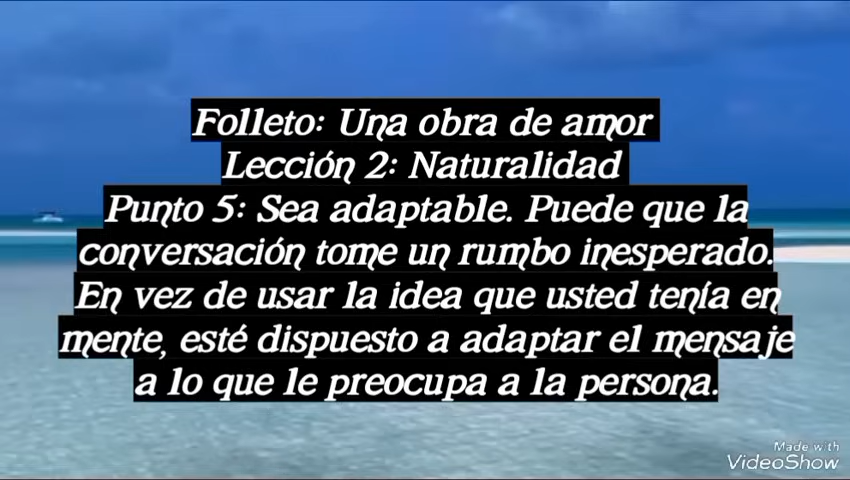 Folleto: Una obra de amor
Lección 2: Naturalidad
Punto 5: Sea adaptable. Puede que la
conversación tome un rumbo inesperado.
En vez de usar la idea que usted tenía en
mente, esté dispuesto a adaptar el mensaje
a lo que le preocupa a la persona.
Made with
VideoShow